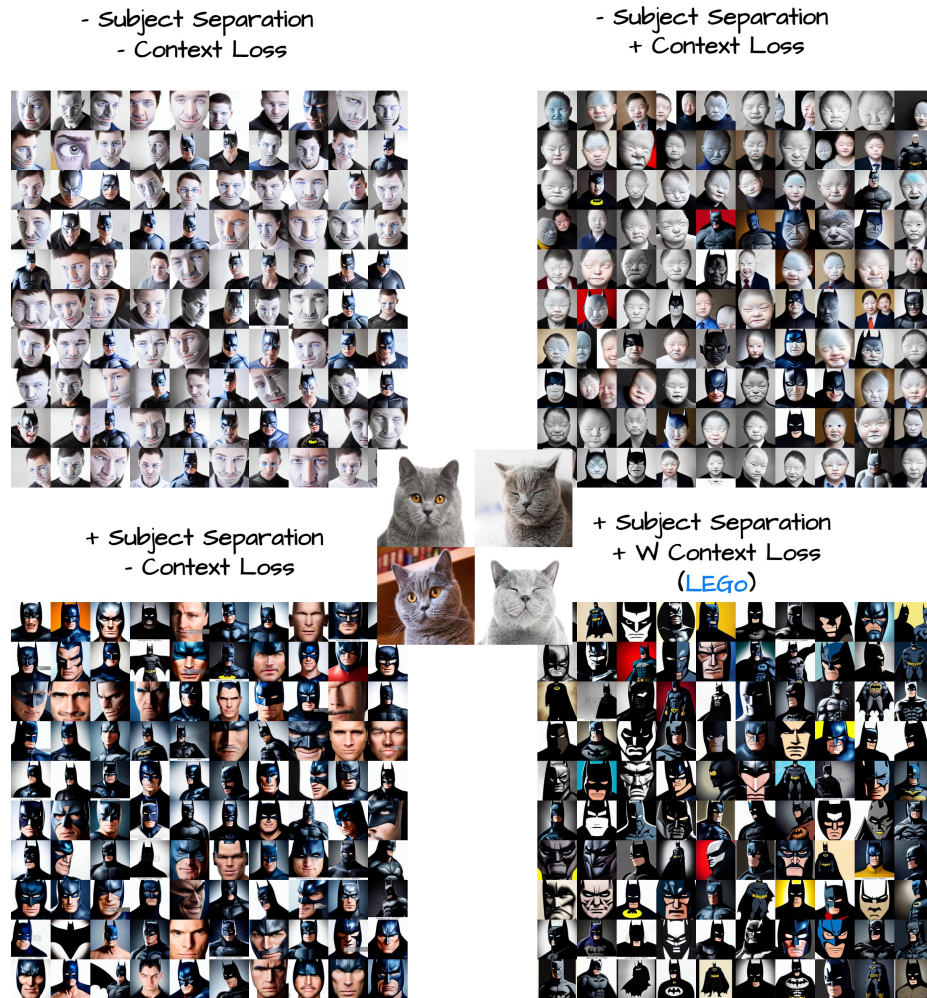 - Subject Separation
- Context Loss
- Subject Separation
+ Context Loss
+ Subject Separation
- Context Loss
+ Subject Separation
+ W Context Loss
(LEGo)